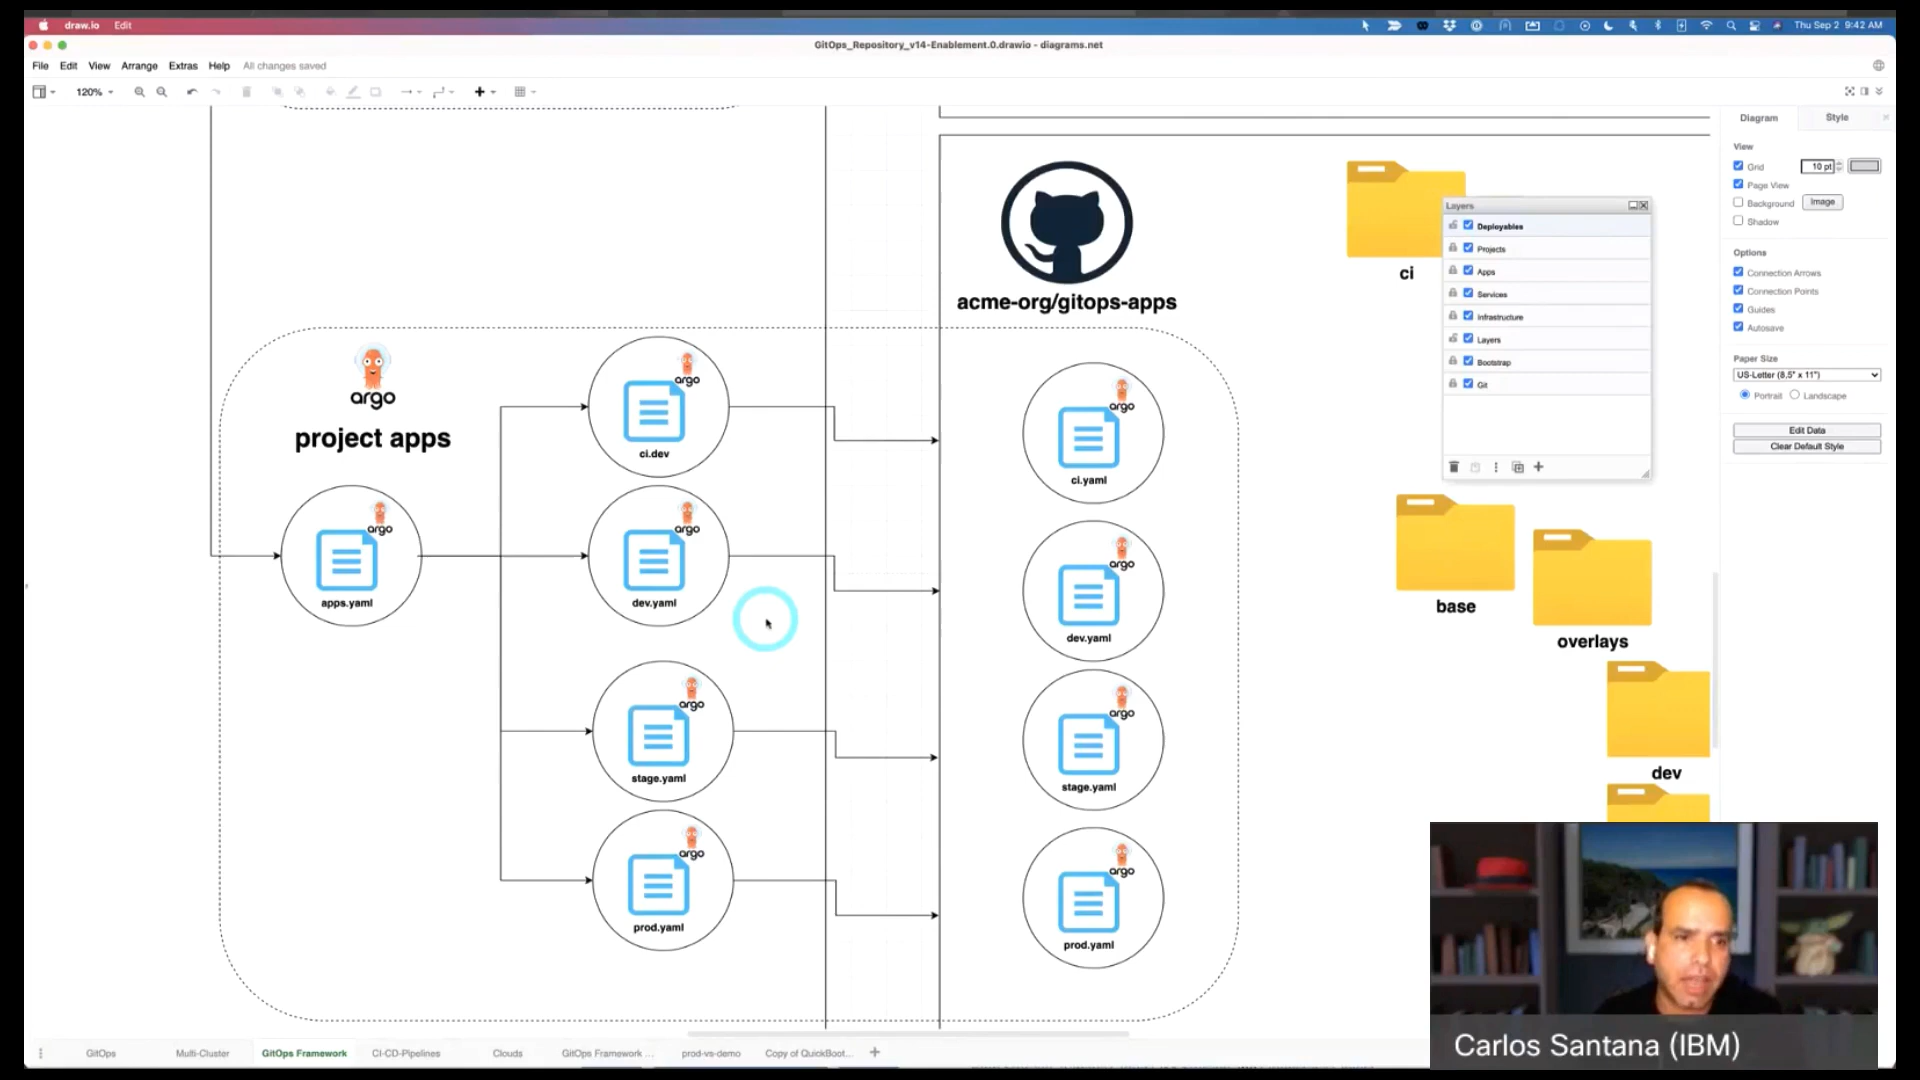 draw.io Edit
Thu Sep 2 9:42 AM
GitOps_Repository_v14-Enablement.0.drawio - diagrams.net
File Edit View Arrange Extras Help All changes saved
120%
acme-org/gitops-apps
argo
project apps
argo
apps.yaml
argo
ci.dev
argo
dev.yaml
argo
stage.yaml
argo
prod.yaml
argo
ci.yaml
argo
dev.yaml
argo
stage.yaml
argo
prod.yaml
ci
Layers
Deployables
Projects
Apps
Services
Infrastructure
Layers
Bootstrap
Git
base
overlays
dev
Diagram Style
View
Grid 10 pt
Page View
Background Image
Shadow
Options
Connection Arrows
Connection Points
Guides
Autosave
Paper Size
US-Letter (8,5" x 11")
Portrait Landscape
Edit Data
Clear Default Style
Carlos Santana (IBM)
GitOps Multi-Cluster GitOps Framework CI-CD-Pipelines Clouds GitOps Framework ... prod-vs-demo Copy of QuickBoot...